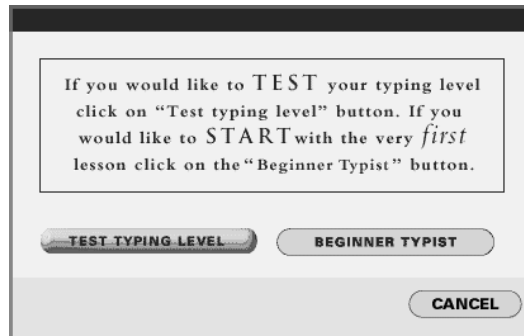 If you would like to TEST your typing level
click on “Test typing level” button. If you
would like to START with the very first
lesson click on the “Beginner Typist” button.
TEST TYPING LEVEL
BEGINNER TYPIST
CANCEL